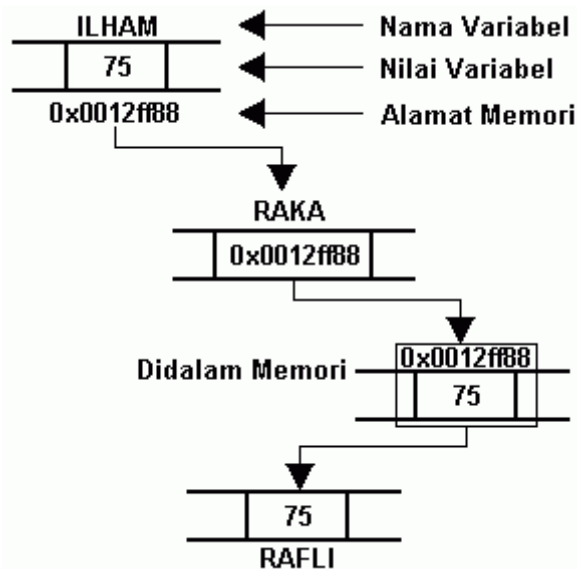 ILHAM
Nama Variabel
75
Nilai Variabel
0x0012ff88
Alamat Memori
RAKA
0x0012ff88
0x0012ff88
Didalam Memori
75
75
RAFLI